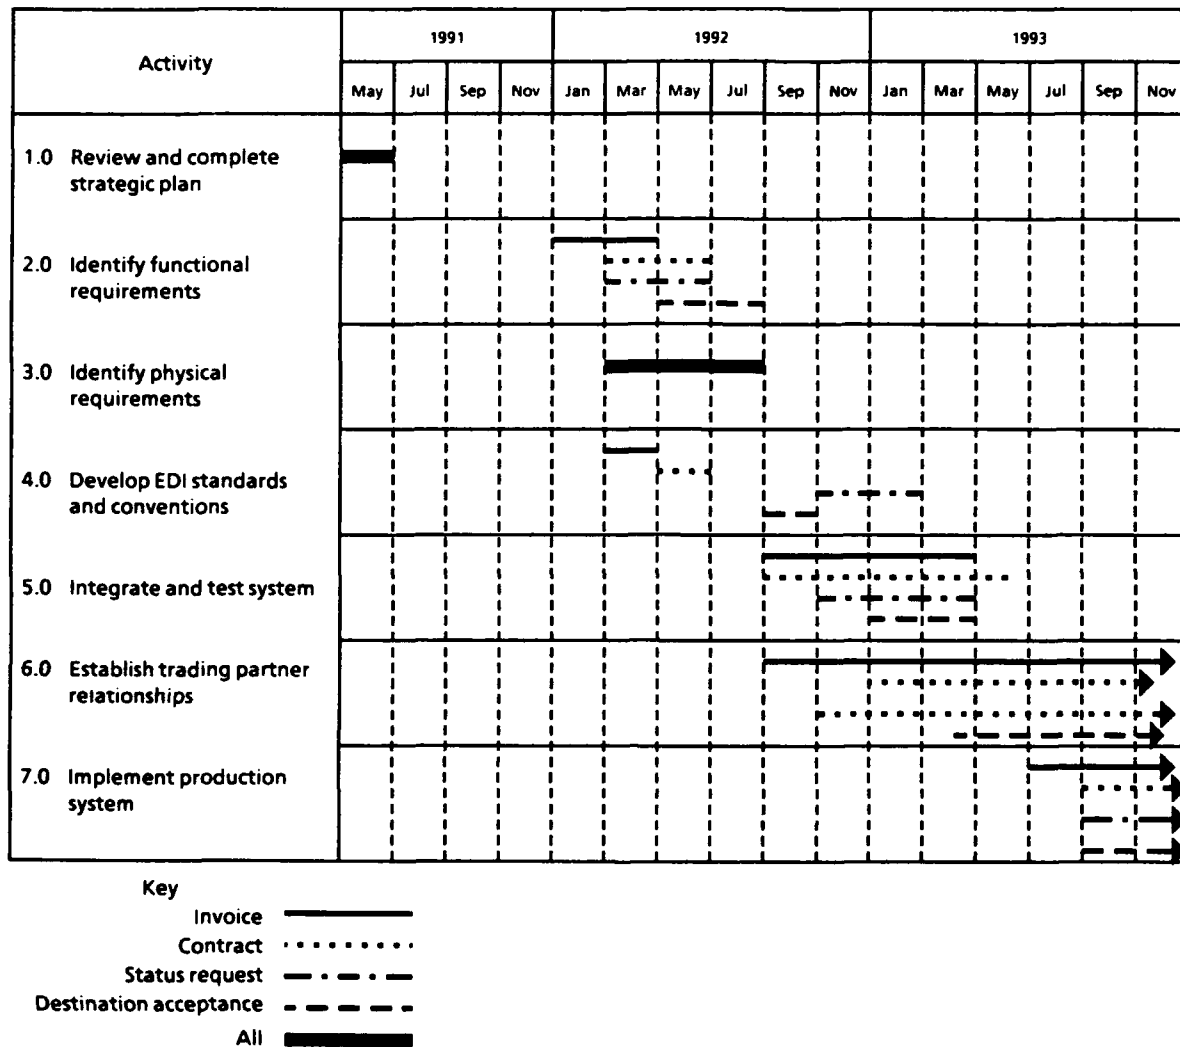 Activity
1991
1992
1993
May Jul Sep Nov Jan Mar May Jul Sep Nov Jan Mar May Jul Sep Nov
1.0 Review and complete
strategic plan
2.0 Identify functional
requirements
3.0 Identify physical
requirements
4.0 Develop EDI standards
and conventions
5.0 Integrate and test system
6.0 Establish trading partner
relationships
7.0 Implement production
system
Key
Invoice
Contract
Status request
Destination acceptance
All